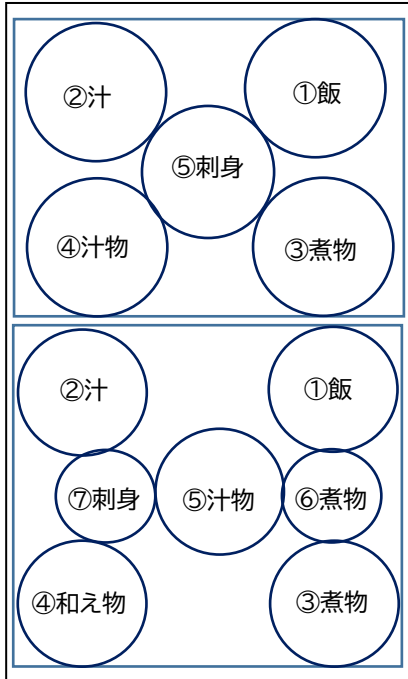 ②汁 ①飯
⑤刺身
④汁物 ③煮物
②汁 ①飯
⑦刺身 ⑤汁物 ⑥煮物
④和え物 ③煮物